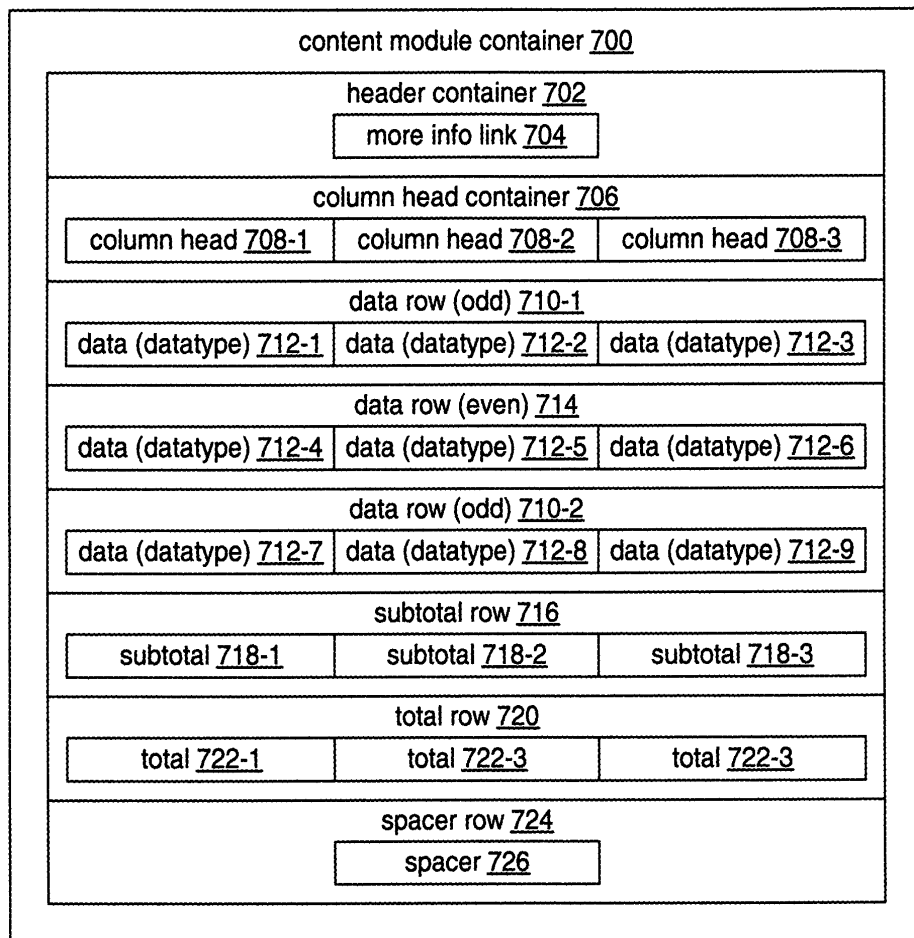 content module container 700
header container 702
more info link 704
column head container 706
column head 708-1 column head 708-2 column head 708-3
data row (odd) 710-1
data (datatype) 712-1 data (datatype) 712-2 data (datatype) 712-3
data row (even) 714
data (datatype) 712-4 data (datatype) 712-5 data (datatype) 712-6
data row (odd) 710-2
data (datatype) 712-7 data (datatype) 712-8 data (datatype) 712-9
subtotal row 716
subtotal 718-1 subtotal 718-2 subtotal 718-3
total row 720
total 722-1 total 722-3 total 722-3
spacer row 724
spacer 726